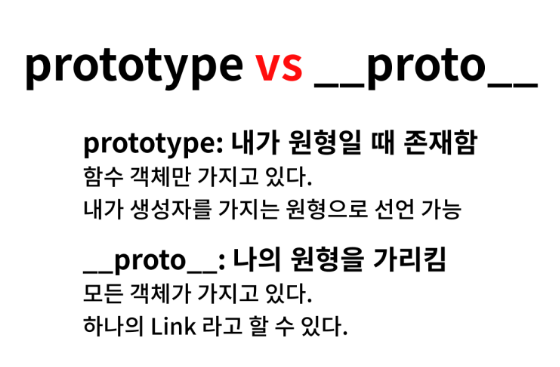 prototype vs __proto__
prototype: 내가 원형일 때 존재함
함수 객체만 가지고 있다.
내가 생성자를 가지는 원형으로 선언 가능
__proto__: 나의 원형을 가리킴
모든 객체가 가지고 있다.
하나의 Link 라고 할 수 있다.